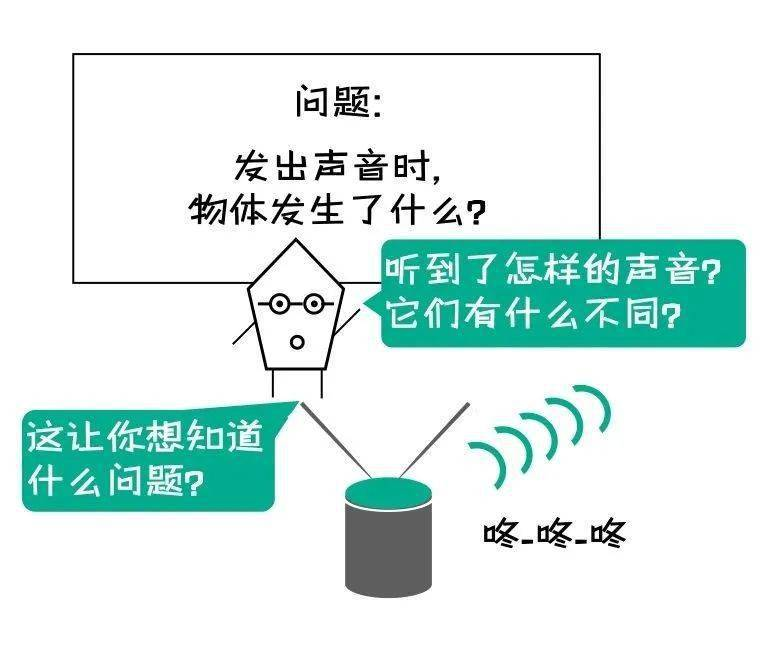 问题:
发出声音时,
物体发生了什么?
听到了怎样的声音?
它们有什么不同?
这让你想知道
什么问题?
咚-咚-咚